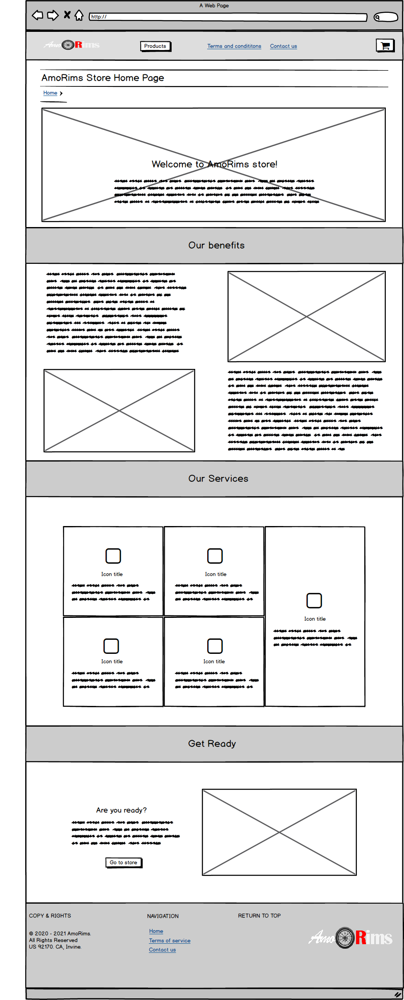 A Web Page
http://
AmoRims
Products
Terms and condititons
Contact us
AmoRims Store Home Page
Home
Welcome to AmoRims store!
Our benefits
Our Services
Icon title
Icon title
Icon title
Icon title
Icon title
Get Ready
Are you ready?
Go to store
COPY & RIGHTS
© 2020 - 2021 AmoRims.
All Rights Reserved
US 92170. CA, Invine.
NAVIGATION
Home
Terms of service
Contact us
RETURN TO TOP
AmoRims